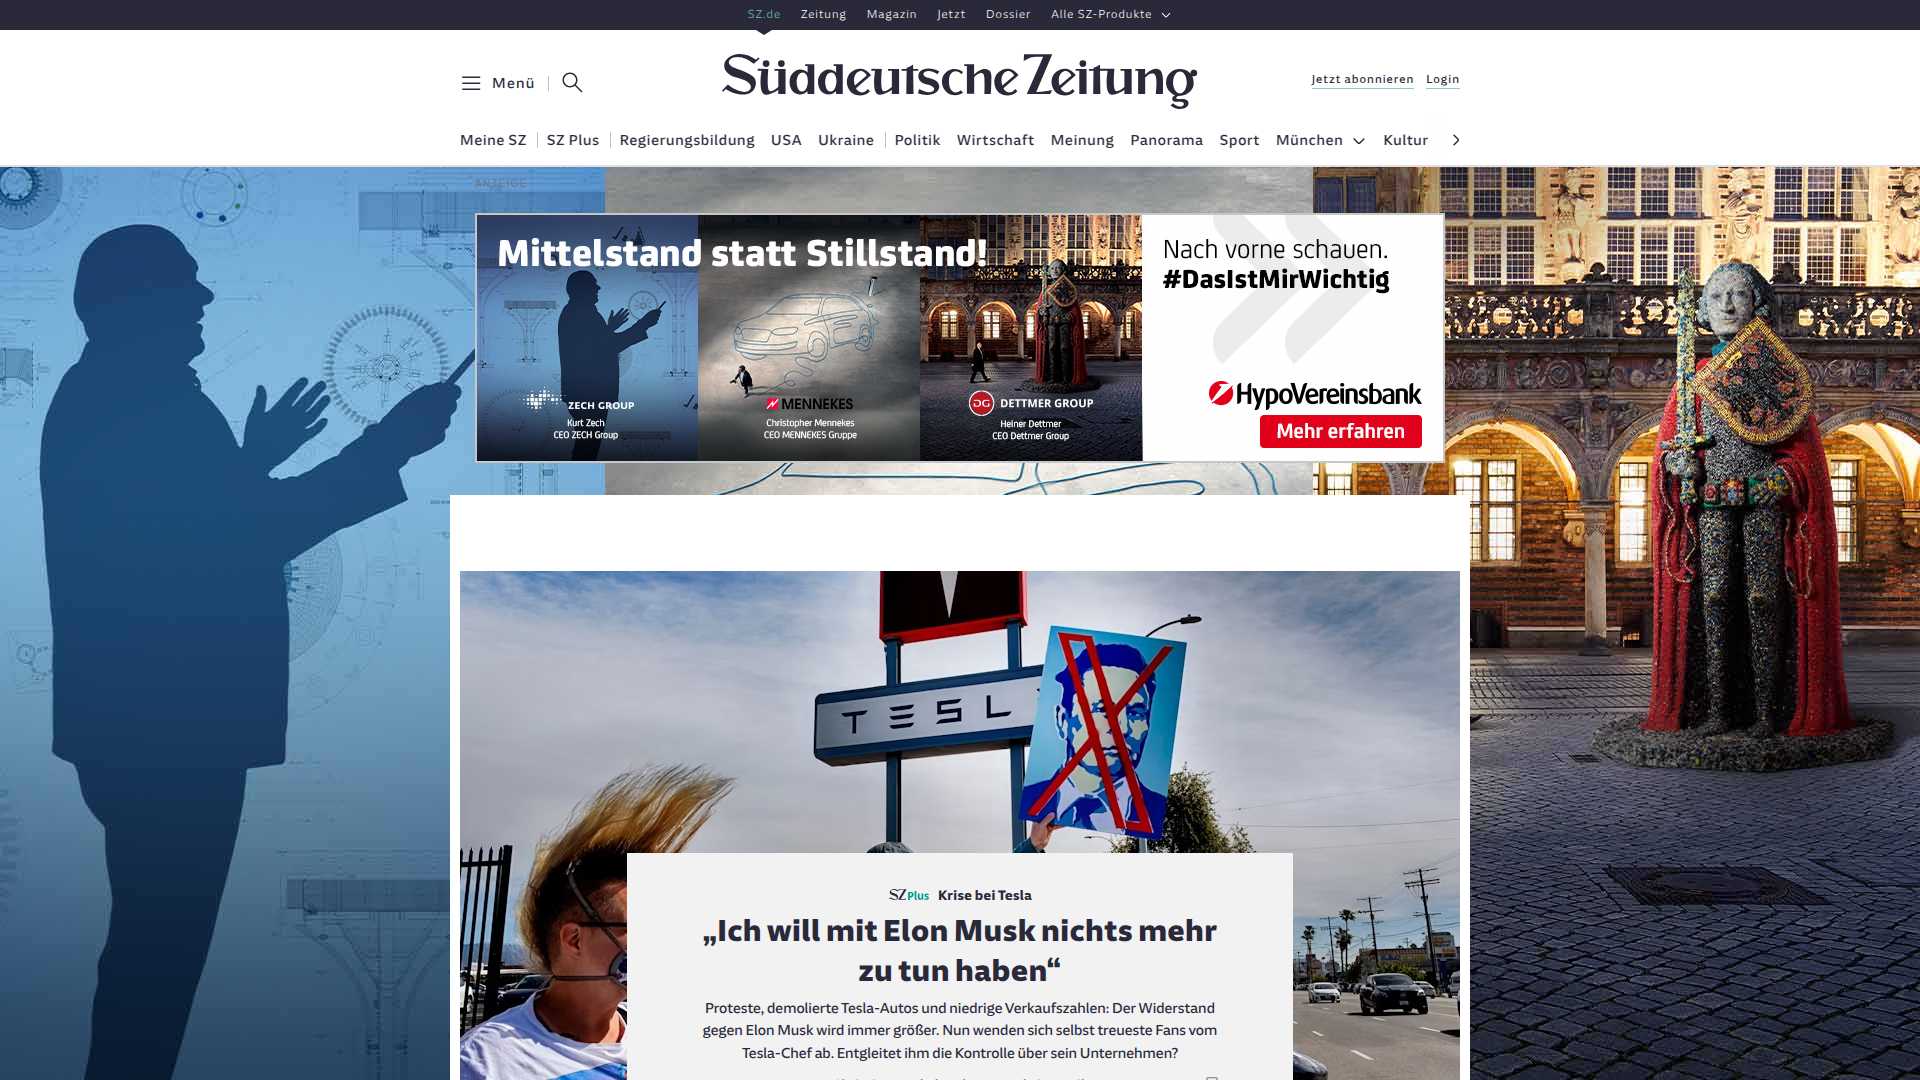 SZ.de Zeitung Magazin Jetzt Dossier Alle SZ-Produkte
Menü
Süddeutsche Zeitung
Jetzt abonnieren Login
Meine SZ SZ Plus Regierungsbildung USA Ukraine Politik Wirtschaft Meinung Panorama Sport München Kultur
ANZEIGE
Mittelstand statt Stillstand!
ZECH GROUP
Kurt Zech
CEO ZECH Group
MENNEKES
Christopher Mennekes
CEO MENNEKES Gruppe
DG DETTMER GROUP
Heiner Dettmer
CEO Dettmer Group
Nach vorne schauen.
#DasIstMirWichtig
HypoVereinsbank
Mehr erfahren
TESL
SZ Plus Krise bei Tesla
„Ich will mit Elon Musk nichts mehr
zu tun haben“
Proteste, demolierte Tesla-Autos und niedrige Verkaufszahlen: Der Widerstand
gegen Elon Musk wird immer größer. Nun wenden sich selbst treueste Fans vom
Tesla-Chef ab. Entgleitet ihm die Kontrolle über sein Unternehmen?